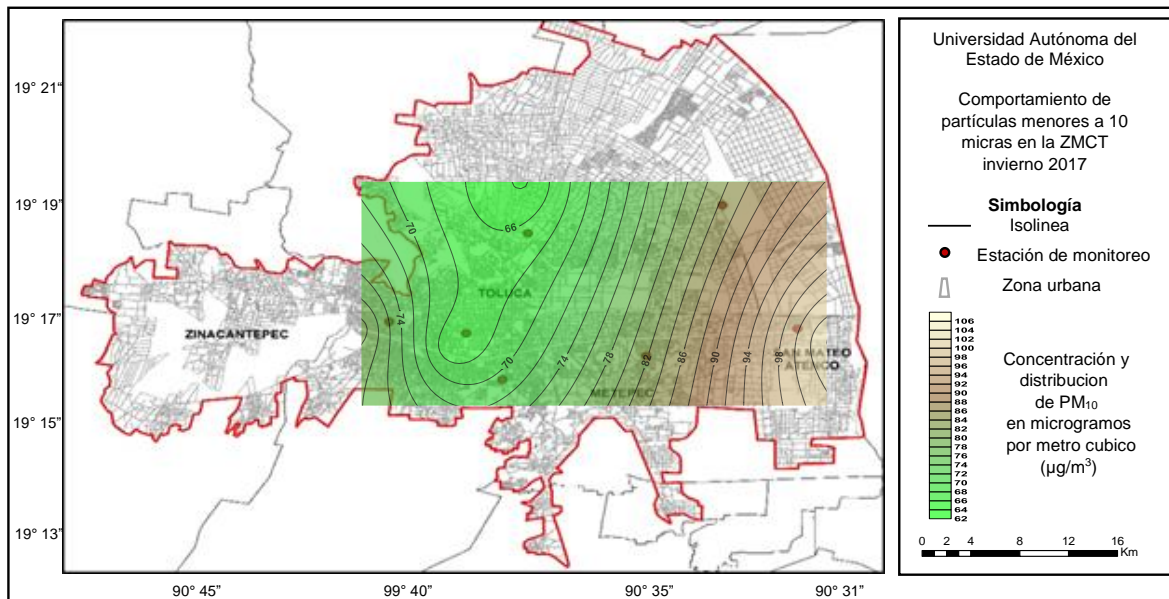 19° 21“
19° 19“
19° 17“
19° 15“
19° 13“
90° 45”
99° 40”
90° 35”
90° 31”
ZINACANTEPEC
TOLUCA
METEPEC
SAN MATEO
ATENCO
66
70
74
70
74
78
82
86
90
94
98
Universidad Autónoma del
Estado de México
Comportamiento de
partículas menores a 10
micras en la ZMCT
invierno 2017
Simbología
Isolinea
Estación de monitoreo
Zona urbana
106
104
102
100
98
96
94
92
90
88
86
84
82
80
78
76
74
72
70
68
66
64
62
Concentración y
distribucion
de PM₁₀
en microgramos
por metro cubico
(µg/m³)
0 2 4 8 12 16
Km